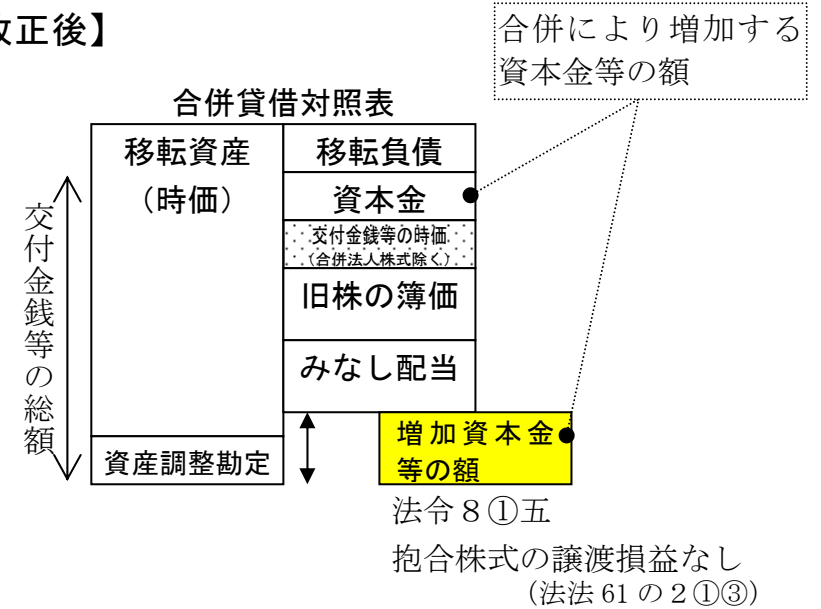 改正後】
合併により増加する
資本金等の額
合併貸借対照表
移転資産
（時価）
移転負債
資本金
交付金銭等の時価
（合併法人株式除く）
旧株の簿価
みなし配当
交付金銭等の総額
資産調整勘定
増加資本金
等の額
法令８①五
抱合株式の譲渡損益なし
（法法 61 の２①③）